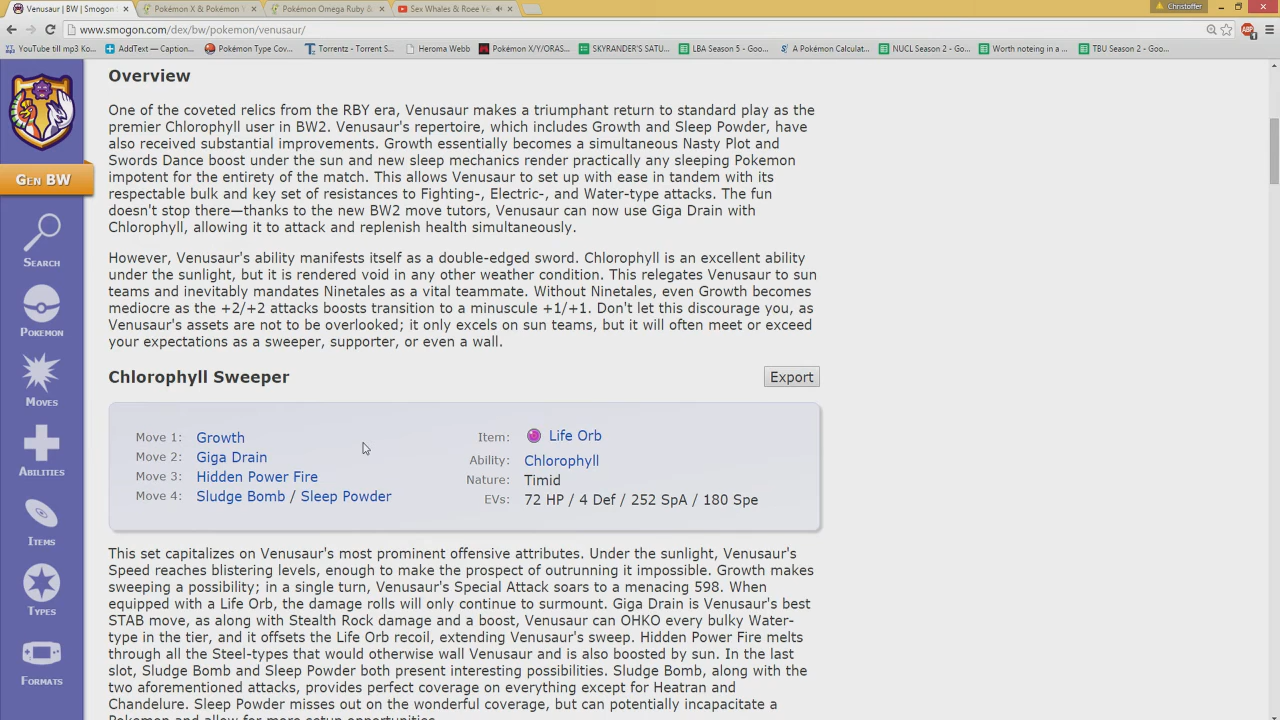 Venusaur | BW | Smogon
Pokémon X & Pokémon
Pokémon Omega Ruby &
Sex Whales & Roee Ye
Christoffer
www.smogon.com/dex/bw/pokemon/venusaur/
YouTube till mp3 Ko...
AddText — Caption...
Pokémon Type Cov...
Torrentz - Torrent S...
Heroma Webb
Pokémon X/Y/ORAS...
SKYRANDER'S SATU...
LBA Season 5 - Goo...
A Pokémon Calculat...
NUCL Season 2 - Go...
Worth noteing in a ...
TBU Season 2 - Goo...
GEN BW
SEARCH
POKEMON
MOVES
ABILITIES
ITEMS
TYPES
FORMATS
Overview
One of the coveted relics from the RBY era, Venusaur makes a triumphant return to standard play as the
premier Chlorophyll user in BW2. Venusaur's repertoire, which includes Growth and Sleep Powder, have
also received substantial improvements. Growth essentially becomes a simultaneous Nasty Plot and
Swords Dance boost under the sun and new sleep mechanics render practically any sleeping Pokemon
impotent for the entirety of the match. This allows Venusaur to set up with ease in tandem with its
respectable bulk and key set of resistances to Fighting-, Electric-, and Water-type attacks. The fun
doesn't stop there—thanks to the new BW2 move tutors, Venusaur can now use Giga Drain with
Chlorophyll, allowing it to attack and replenish health simultaneously.
However, Venusaur's ability manifests itself as a double-edged sword. Chlorophyll is an excellent ability
under the sunlight, but it is rendered void in any other weather condition. This relegates Venusaur to sun
teams and inevitably mandates Ninetales as a vital teammate. Without Ninetales, even Growth becomes
mediocre as the +2/+2 attacks boosts transition to a minuscule +1/+1. Don't let this discourage you, as
Venusaur's assets are not to be overlooked; it only excels on sun teams, but it will often meet or exceed
your expectations as a sweeper, supporter, or even a wall.
Chlorophyll Sweeper
Export
Move 1: Growth
Move 2: Giga Drain
Move 3: Hidden Power Fire
Move 4: Sludge Bomb / Sleep Powder
Item: Life Orb
Ability: Chlorophyll
Nature: Timid
EVs: 72 HP / 4 Def / 252 SpA / 180 Spe
This set capitalizes on Venusaur's most prominent offensive attributes. Under the sunlight, Venusaur's
Speed reaches blistering levels, enough to make the prospect of outrunning it impossible. Growth makes
sweeping a possibility; in a single turn, Venusaur's Special Attack soars to a menacing 598. When
equipped with a Life Orb, the damage rolls will only continue to surmount. Giga Drain is Venusaur's best
STAB move, as along with Stealth Rock damage and a boost, Venusaur can OHKO every bulky Water-
type in the tier, and it offsets the Life Orb recoil, extending Venusaur's sweep. Hidden Power Fire melts
through all the Steel-types that would otherwise wall Venusaur and is also boosted by sun. In the last
slot, Sludge Bomb and Sleep Powder both present interesting possibilities. Sludge Bomb, along with the
two aforementioned attacks, provides perfect coverage on everything except for Heatran and
Chandelure. Sleep Powder misses out on the wonderful coverage, but can potentially incapacitate a
Pokemon and allow for more setup opportunities.